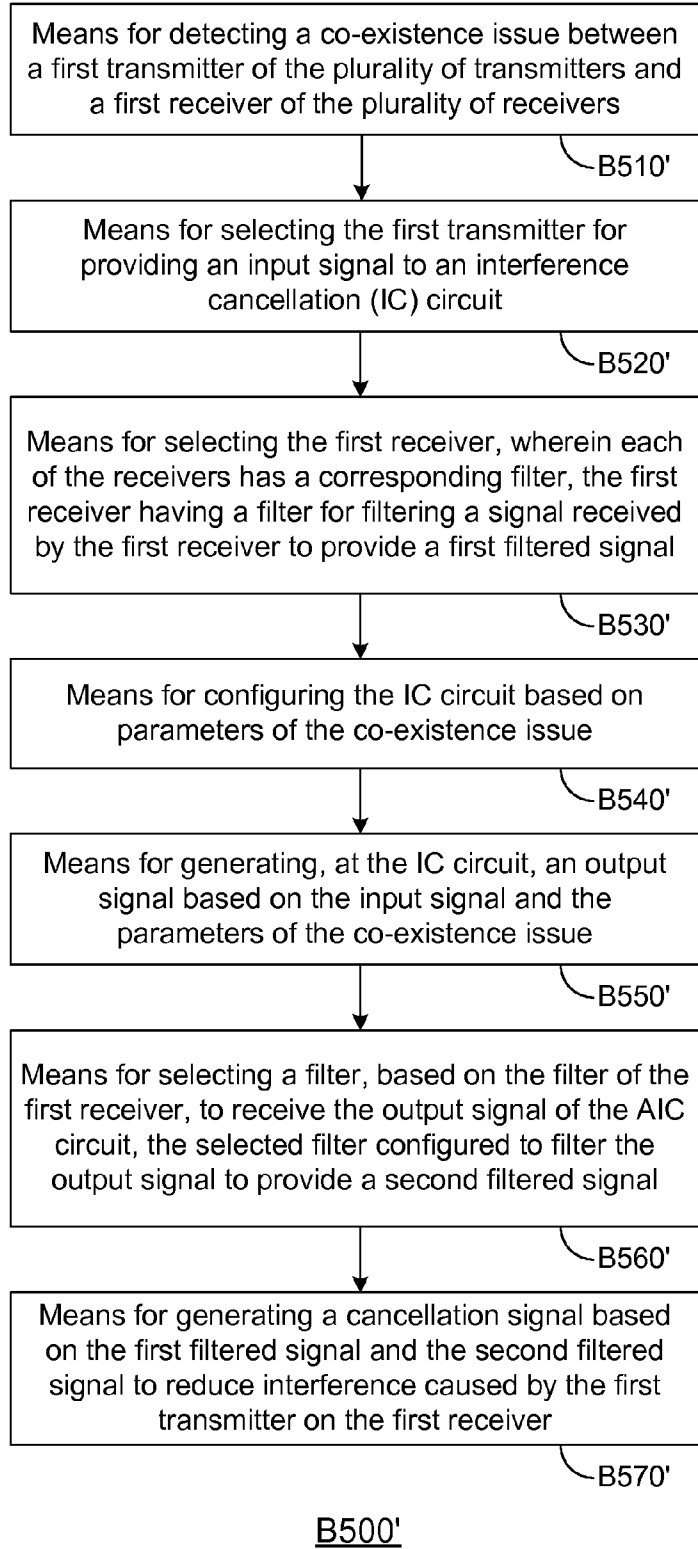 Means for detecting a co-existence issue between
a first transmitter of the plurality of transmitters and
a first receiver of the plurality of receivers
B510'
Means for selecting the first transmitter for
providing an input signal to an interference
cancellation (IC) circuit
B520'
Means for selecting the first receiver, wherein each
of the receivers has a corresponding filter, the first
receiver having a filter for filtering a signal received
by the first receiver to provide a first filtered signal
B530'
Means for configuring the IC circuit based on
parameters of the co-existence issue
B540'
Means for generating, at the IC circuit, an output
signal based on the input signal and the
parameters of the co-existence issue
B550'
Means for selecting a filter, based on the filter of the
first receiver, to receive the output signal of the AIC
circuit, the selected filter configured to filter the
output signal to provide a second filtered signal
B560'
Means for generating a cancellation signal based
on the first filtered signal and the second filtered
signal to reduce interference caused by the first
transmitter on the first receiver
B570'
B500'